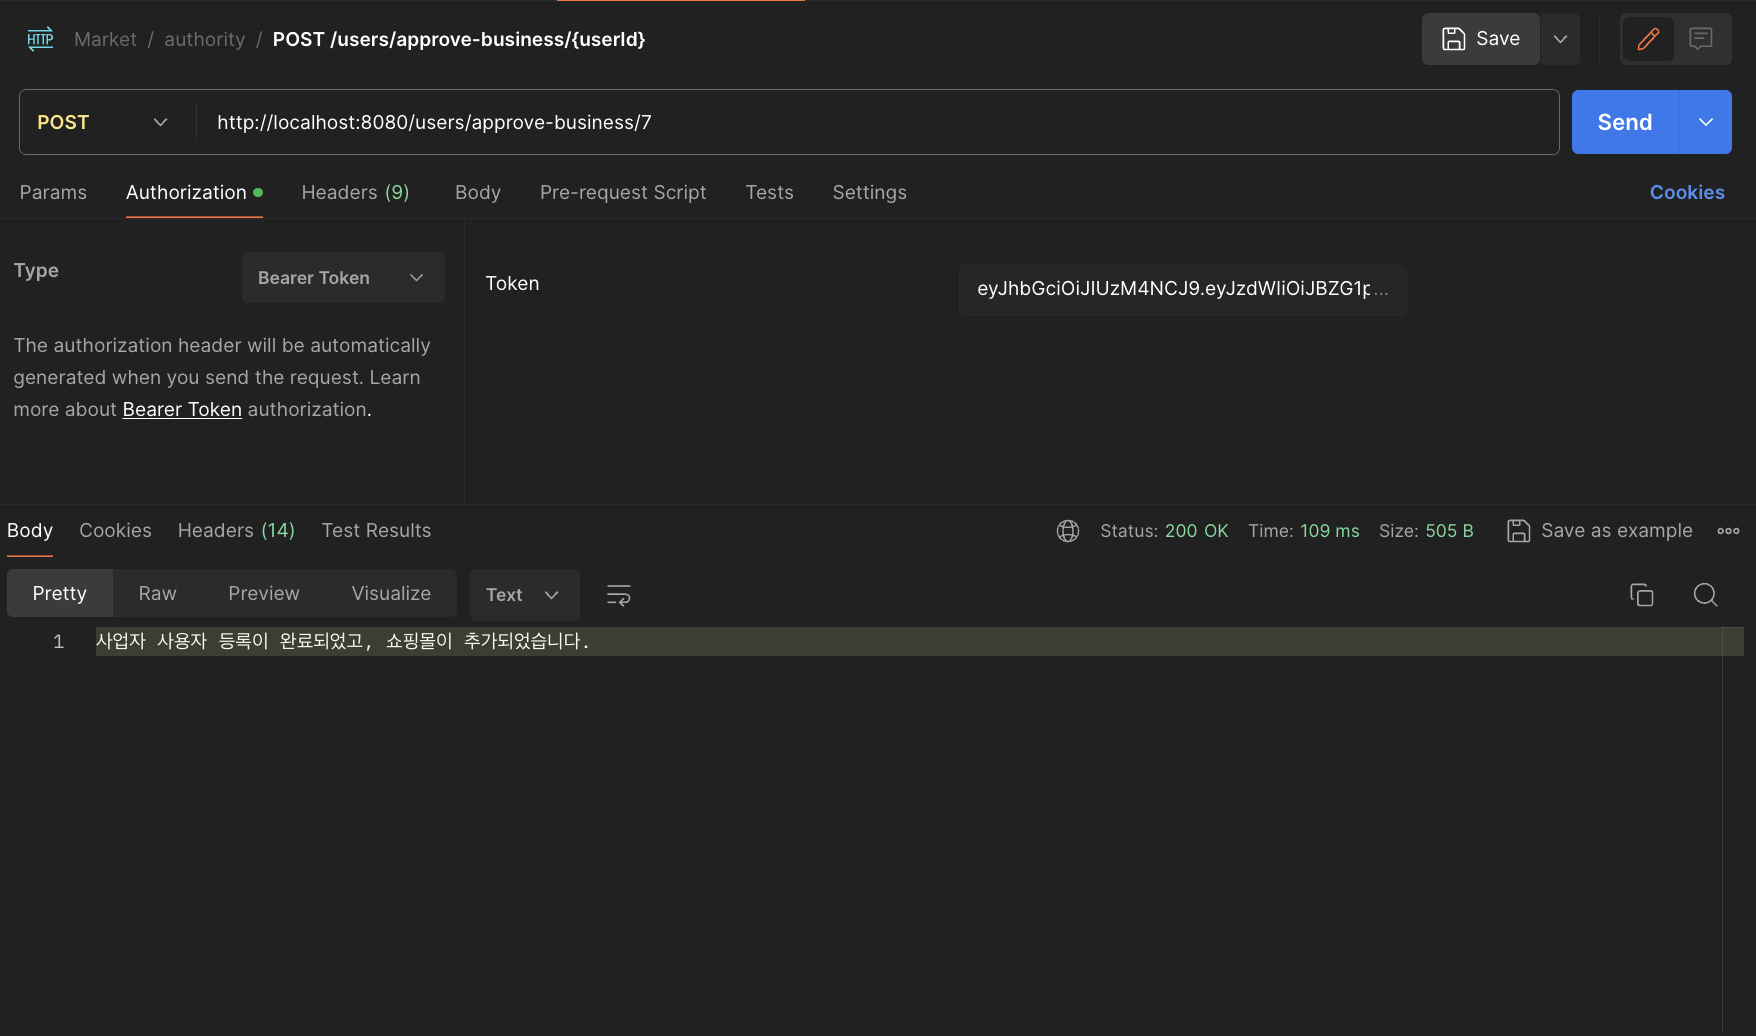 HTTP Market / authority / POST /users/approve-business/{userId} Save
POST http://localhost:8080/users/approve-business/7 Send
Params Authorization Headers (9) Body Pre-request Script Tests Settings Cookies
Type Bearer Token
Token eyJhbGciOiJIUzM4NCJ9.eyJzdWIiOiJBZG1p...
The authorization header will be automatically
generated when you send the request. Learn
more about Bearer Token authorization.
Body Cookies Headers (14) Test Results Status: 200 OK Time: 109 ms Size: 505 B Save as example
Pretty Raw Preview Visualize Text
1 사업자 사용자 등록이 완료되었고, 쇼핑몰이 추가되었습니다.